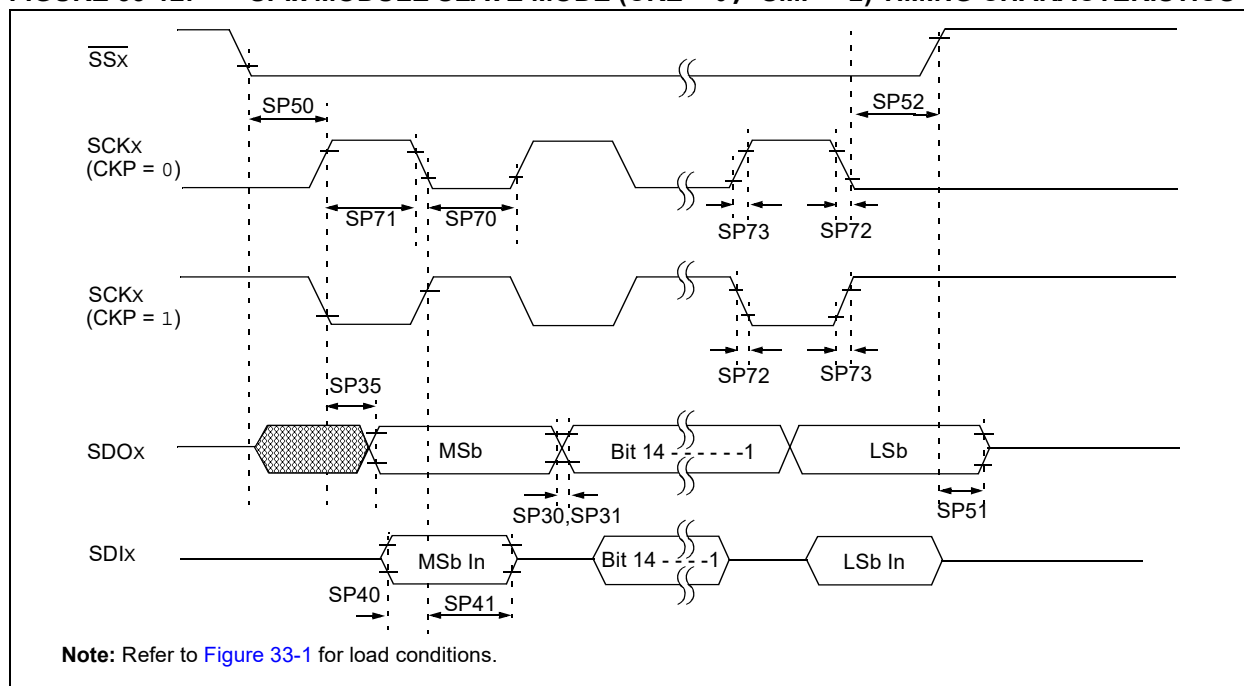 SSx
SP50
SP52
SCKx
(CKP = 0)
SP71
SP70
SP73
SP72
SCKx
(CKP = 1)
SP72
SP73
SP35
SDOx
MSb
Bit 14 - - - - - -1
LSb
SP30,SP31
SP51
SDIx
MSb In
Bit 14 - - - -1
LSb In
SP40
SP41
Note: Refer to Figure 33-1 for load conditions.